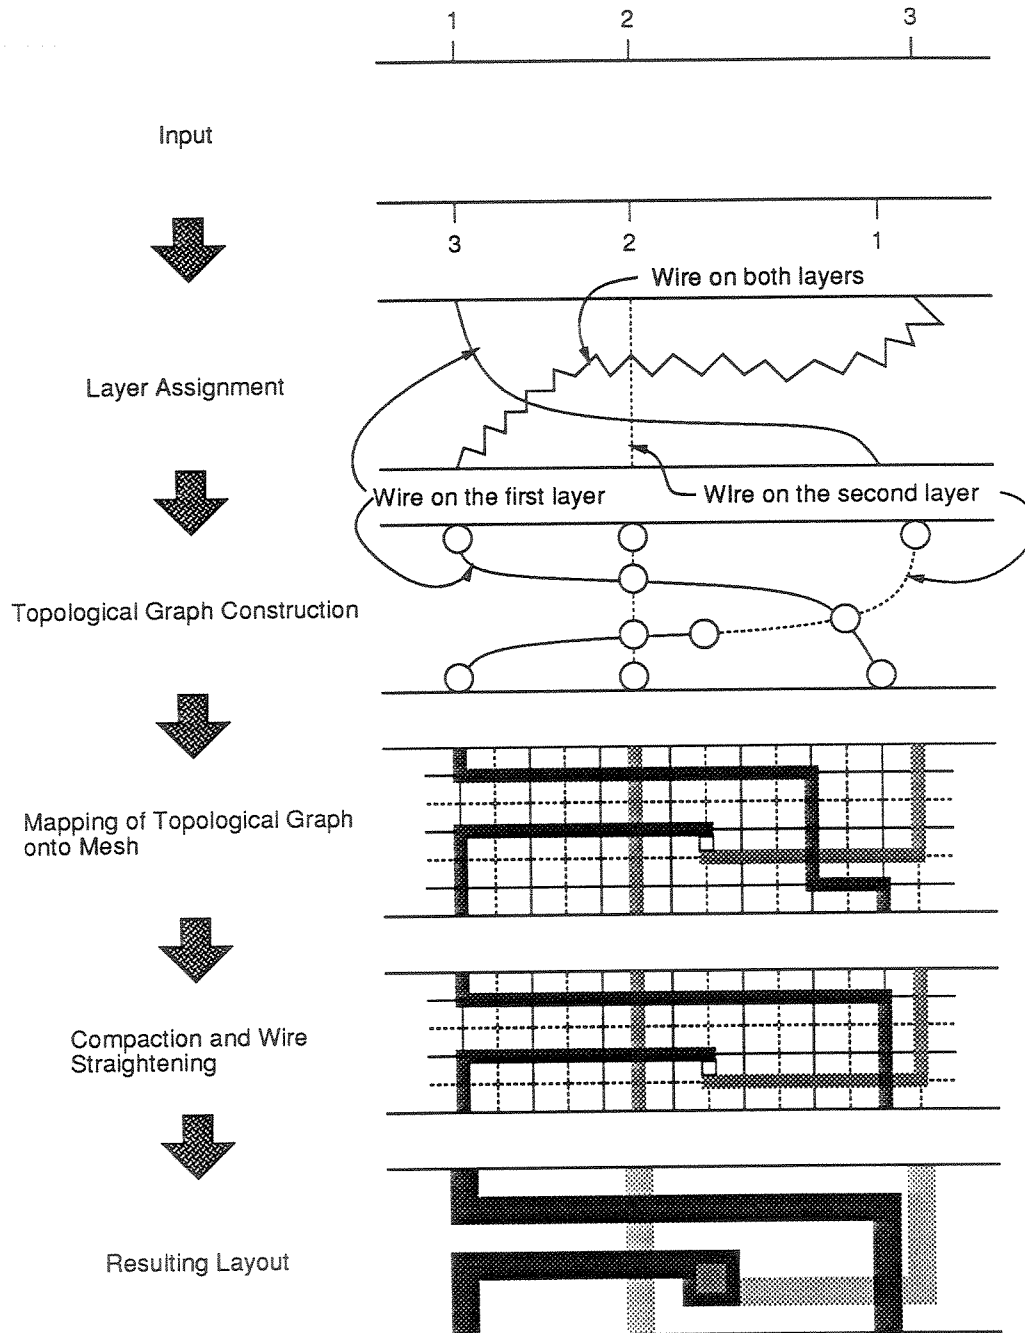 1 2 3
Input
3 2 1
Wire on both layers
Layer Assignment
Wire on the first layer
WIre on the second layer
Topological Graph Construction
Mapping of Topological Graph
onto Mesh
Compaction and Wire
Straightening
Resulting Layout